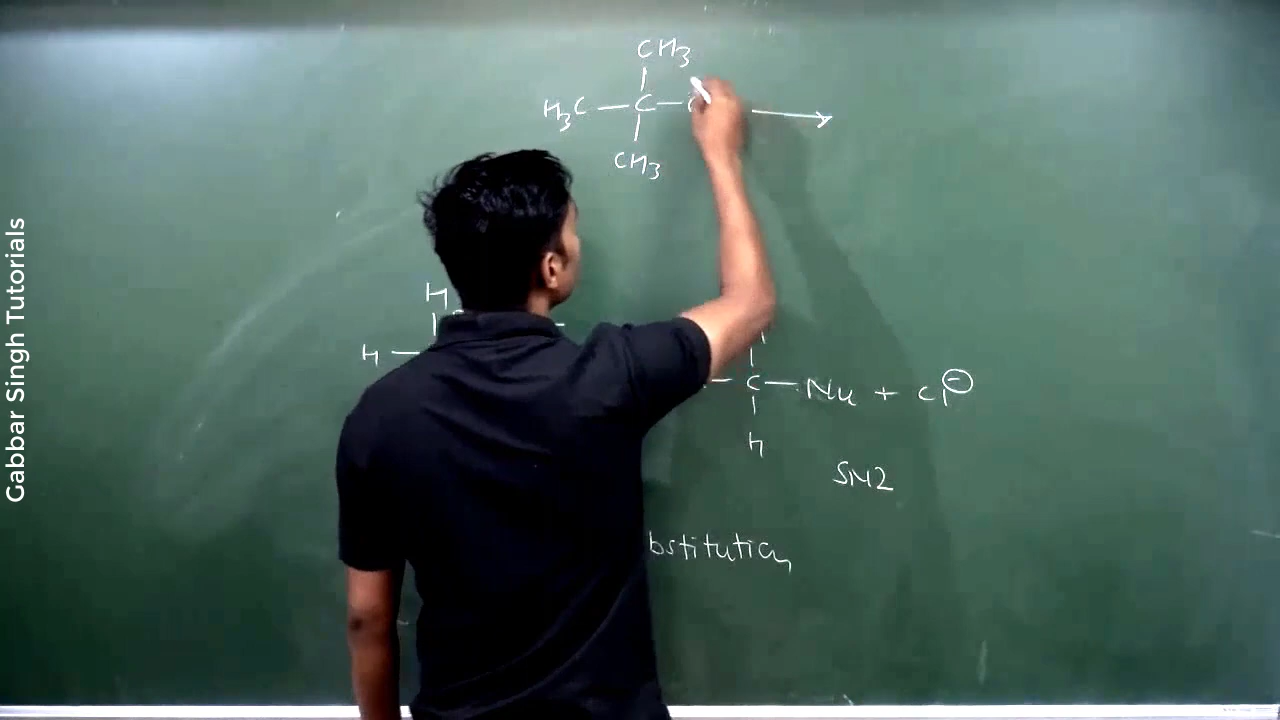 CH3
H3C — C —
CH3
H
H —
— C — Nu + Cl⊖
H
SN2
bstitution
Gabbar Singh Tutorials